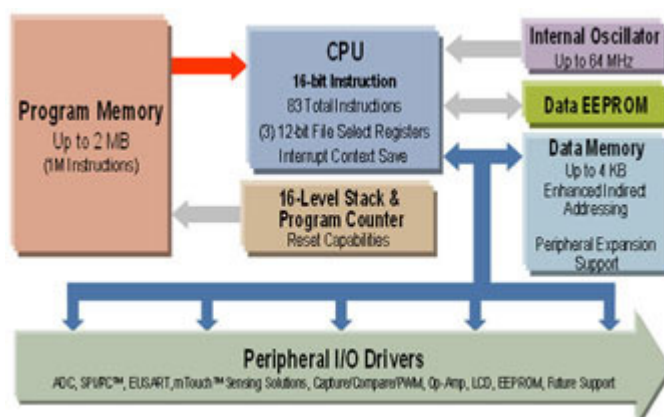 Program Memory
Up to 2 MB
(1M Instructions)
CPU
16-bit Instruction
83 Total Instructions
(3) 12-bit File Select Registers
Interrupt Context Save
16-Level Stack &
Program Counter
Reset Capabilities
Internal Oscillator
Up to 64 MHz
Data EEPROM
Data Memory
Up to 4 KB
Enhanced Indirect
Addressing
Peripheral Expansion
Support
Peripheral I/O Drivers
ADC, SPI/I²C™, EUSART, mTouch™ Sensing Solutions, Capture/Compare/PWM, Op-Amp, LCD, EEPROM, Future Support